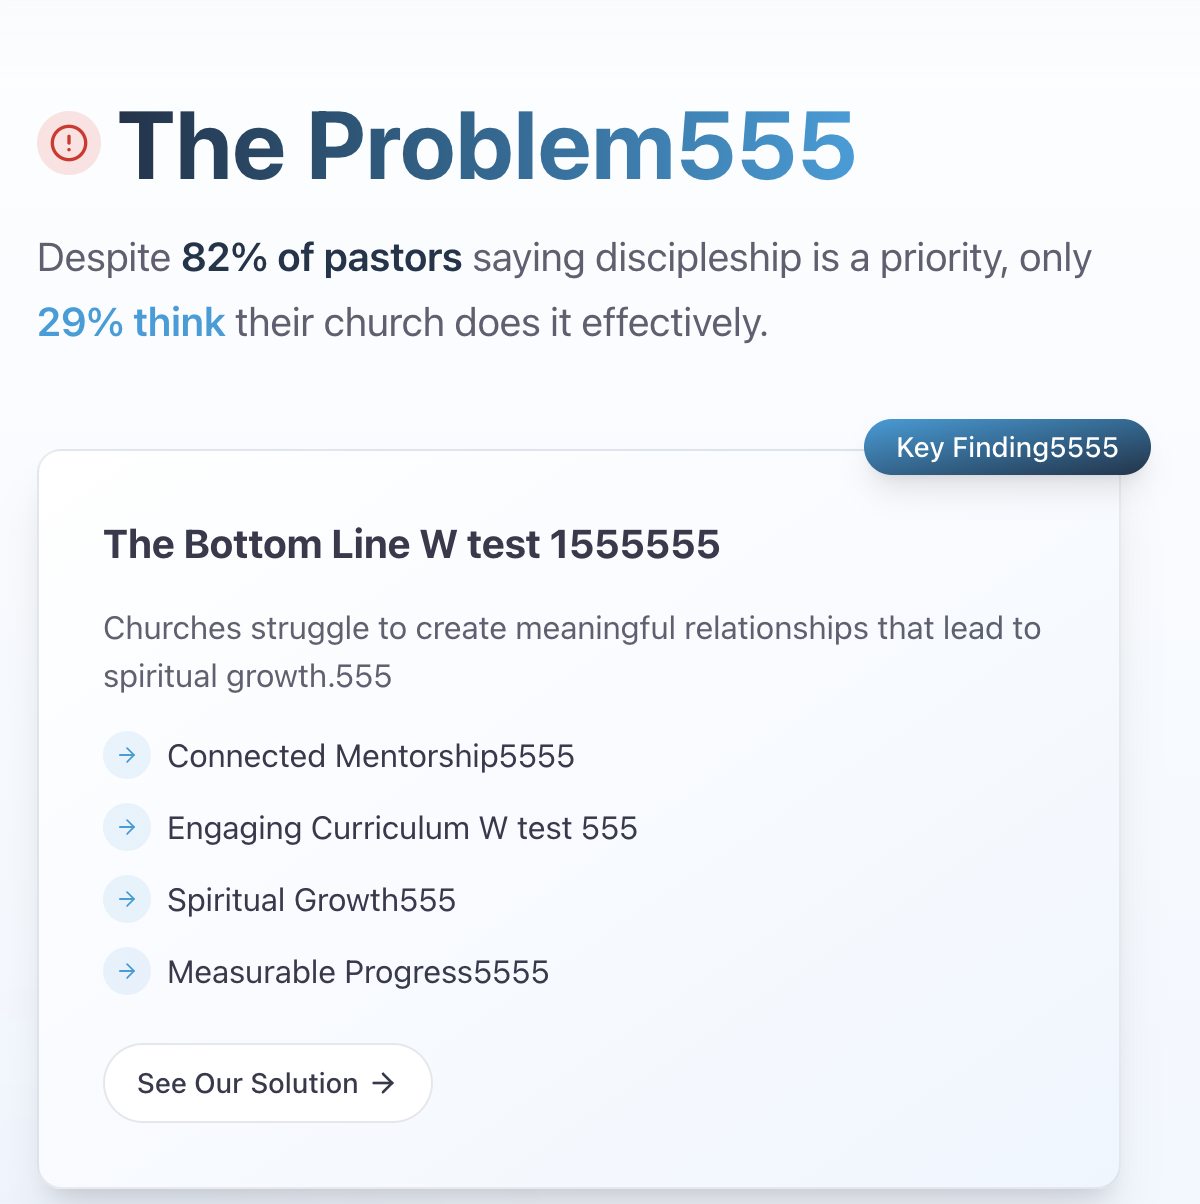 The Problem555
Despite 82% of pastors saying discipleship is a priority, only
29% think their church does it effectively.
Key Finding5555
The Bottom Line W test 1555555
Churches struggle to create meaningful relationships that lead to
spiritual growth.555
Connected Mentorship5555
Engaging Curriculum W test 555
Spiritual Growth555
Measurable Progress5555
See Our Solution →